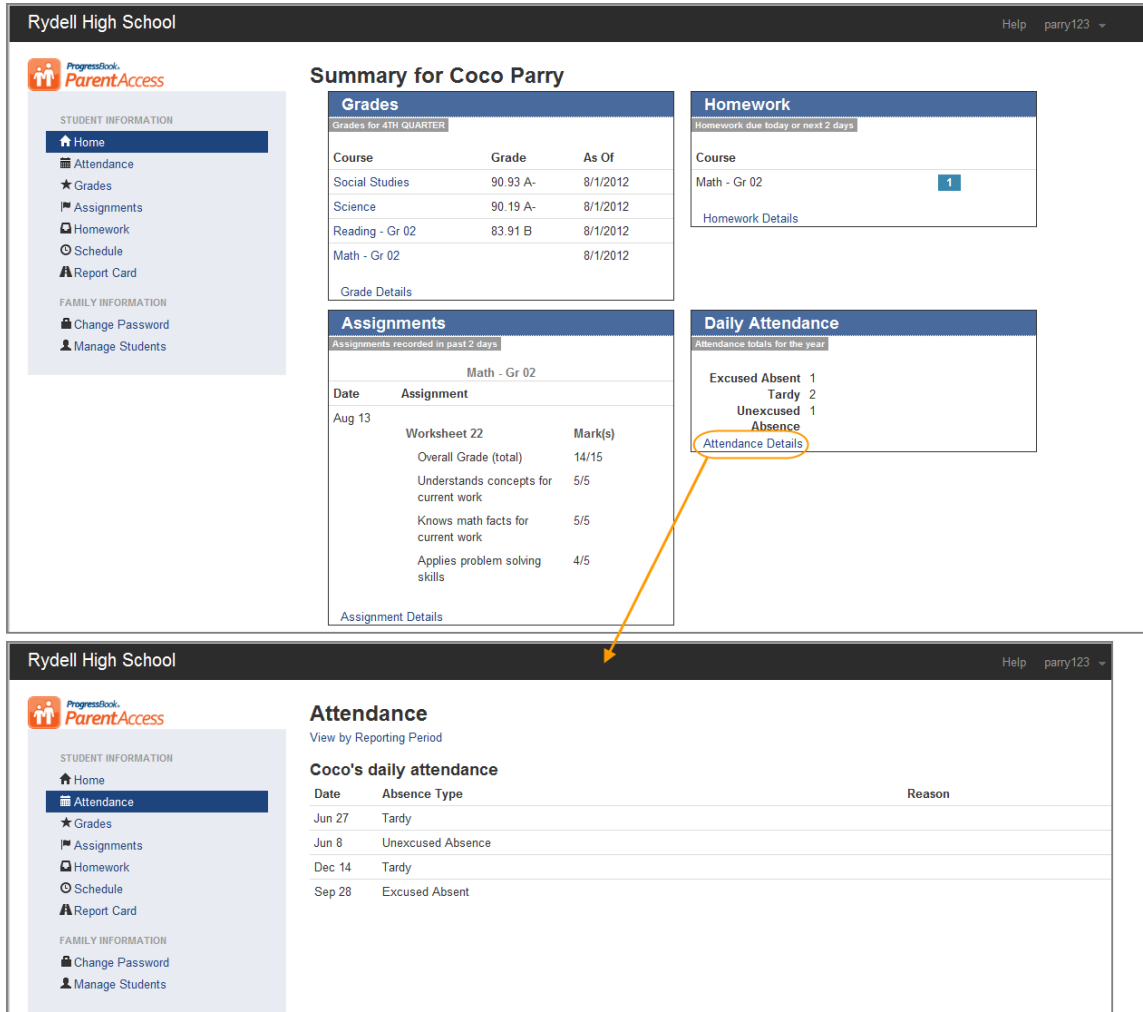 Rydell High School
Help parry123
ProgressBook.
ParentAccess
STUDENT INFORMATION
Home
Attendance
Grades
Assignments
Homework
Schedule
Report Card
FAMILY INFORMATION
Change Password
Manage Students
Summary for Coco Parry
Grades
Grades for 4TH QUARTER
Course Grade As Of
Social Studies 90.93 A- 8/1/2012
Science 90.19 A- 8/1/2012
Reading - Gr 02 83.91 B 8/1/2012
Math - Gr 02 8/1/2012
Grade Details
Homework
Homework due today or next 2 days
Course
Math - Gr 02 1
Homework Details
Assignments
Assignments recorded in past 2 days
Math - Gr 02
Date Assignment
Aug 13
Worksheet 22 Mark(s)
Overall Grade (total) 14/15
Understands concepts for 5/5
current work
Knows math facts for 5/5
current work
Applies problem solving 4/5
skills
Assignment Details
Daily Attendance
Attendance totals for the year
Excused Absent 1
Tardy 2
Unexcused 1
Absence
Attendance Details
Rydell High School
Help parry123
ProgressBook.
ParentAccess
STUDENT INFORMATION
Home
Attendance
Grades
Assignments
Homework
Schedule
Report Card
FAMILY INFORMATION
Change Password
Manage Students
Attendance
View by Reporting Period
Coco's daily attendance
Date Absence Type Reason
Jun 27 Tardy
Jun 8 Unexcused Absence
Dec 14 Tardy
Sep 28 Excused Absent